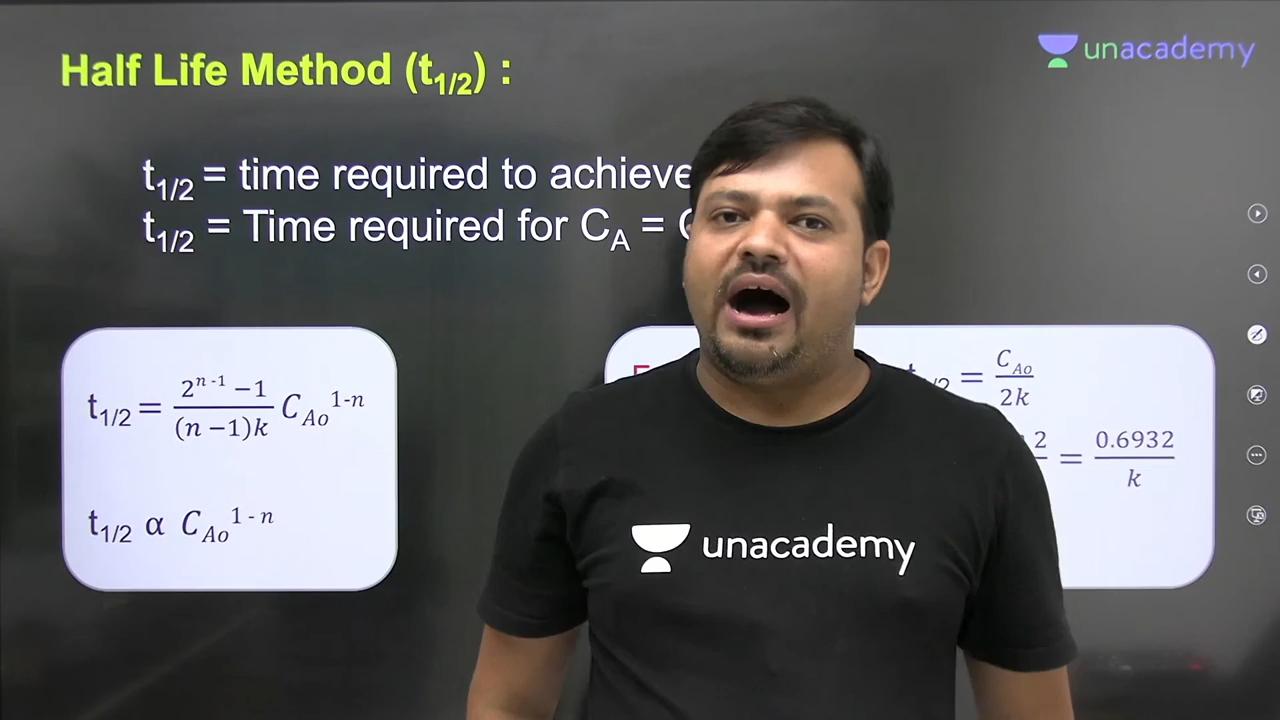 Half Life Method (t1/2) :
unacademy
t1/2 = time required to achieve
t1/2 = Time required for CA =
t1/2 = 2^n-1 − 1 / (n − 1)k CAo^1-n
t1/2 α CAo^1-n
= CAo / 2k
2 = 0.6932 / k
unacademy